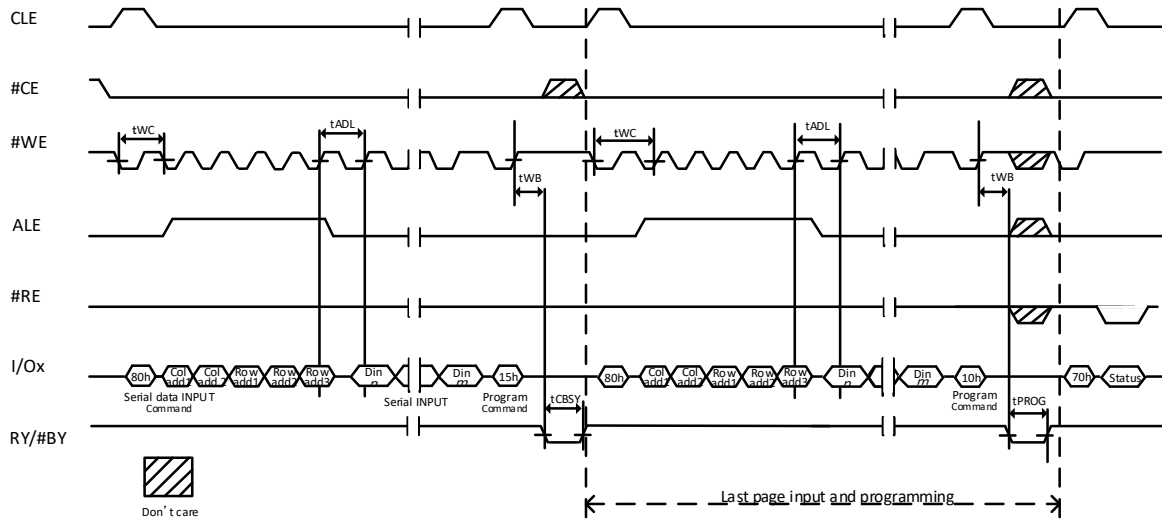 CLE
#CE
tWC
tADL
tWC
tADL
#WE
tWB
tWB
ALE
#RE
I/Ox
80h
Col add1
Col add2
Row add1
Row add2
Row add3
Din n
Din m
15h
80h
Col add1
Col add2
Row add1
Row add2
Row add3
Din n
Din m
10h
70h
Status
Serial data INPUT
Command
Serial INPUT
Program
Command
tCBSY
Program
Command
tPROG
RY/#BY
Last page input and programming
Don't care